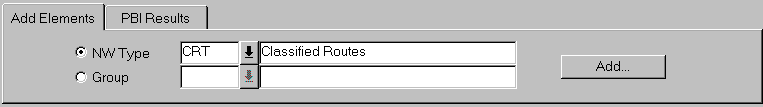 Add Elements PBI Results
NW Type CRT Classified Routes
Group
Add...